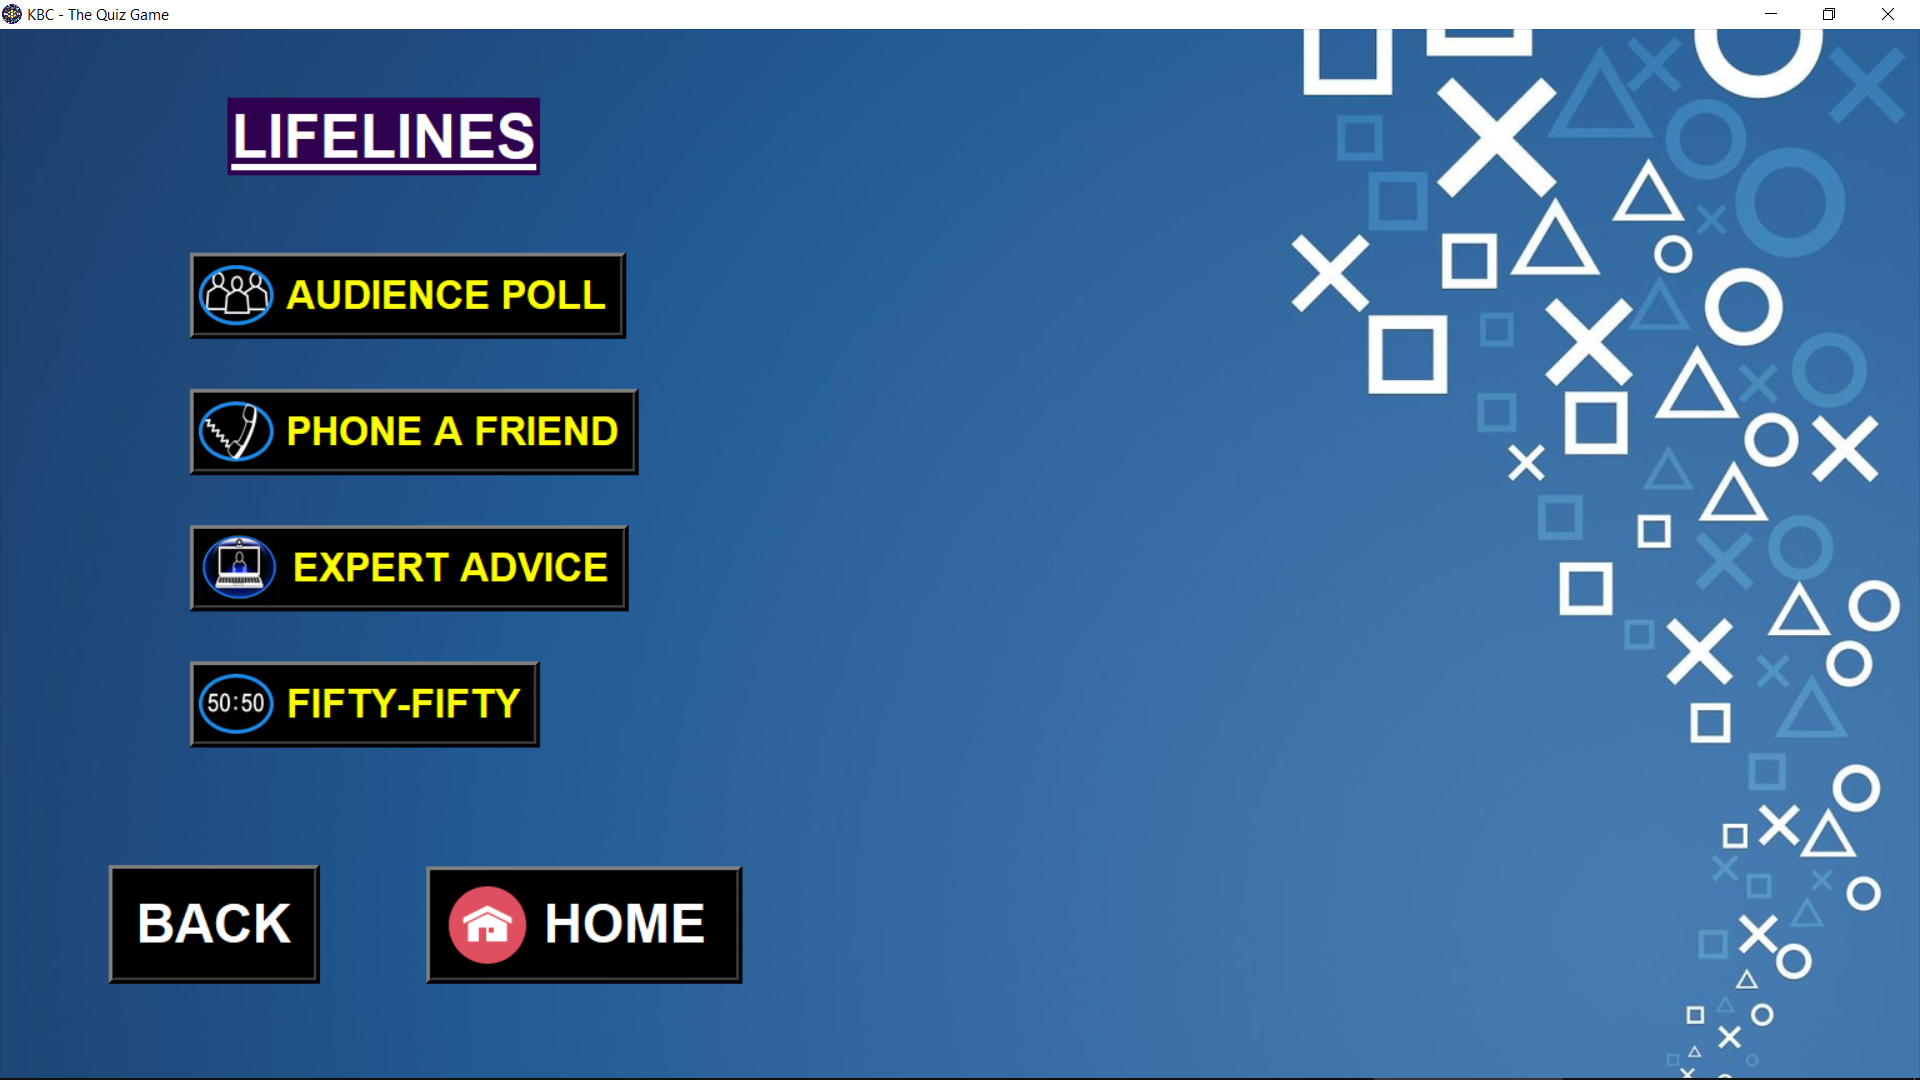 KBC - The Quiz Game
LIFELINES
AUDIENCE POLL
PHONE A FRIEND
EXPERT ADVICE
50:50 FIFTY-FIFTY
BACK
HOME